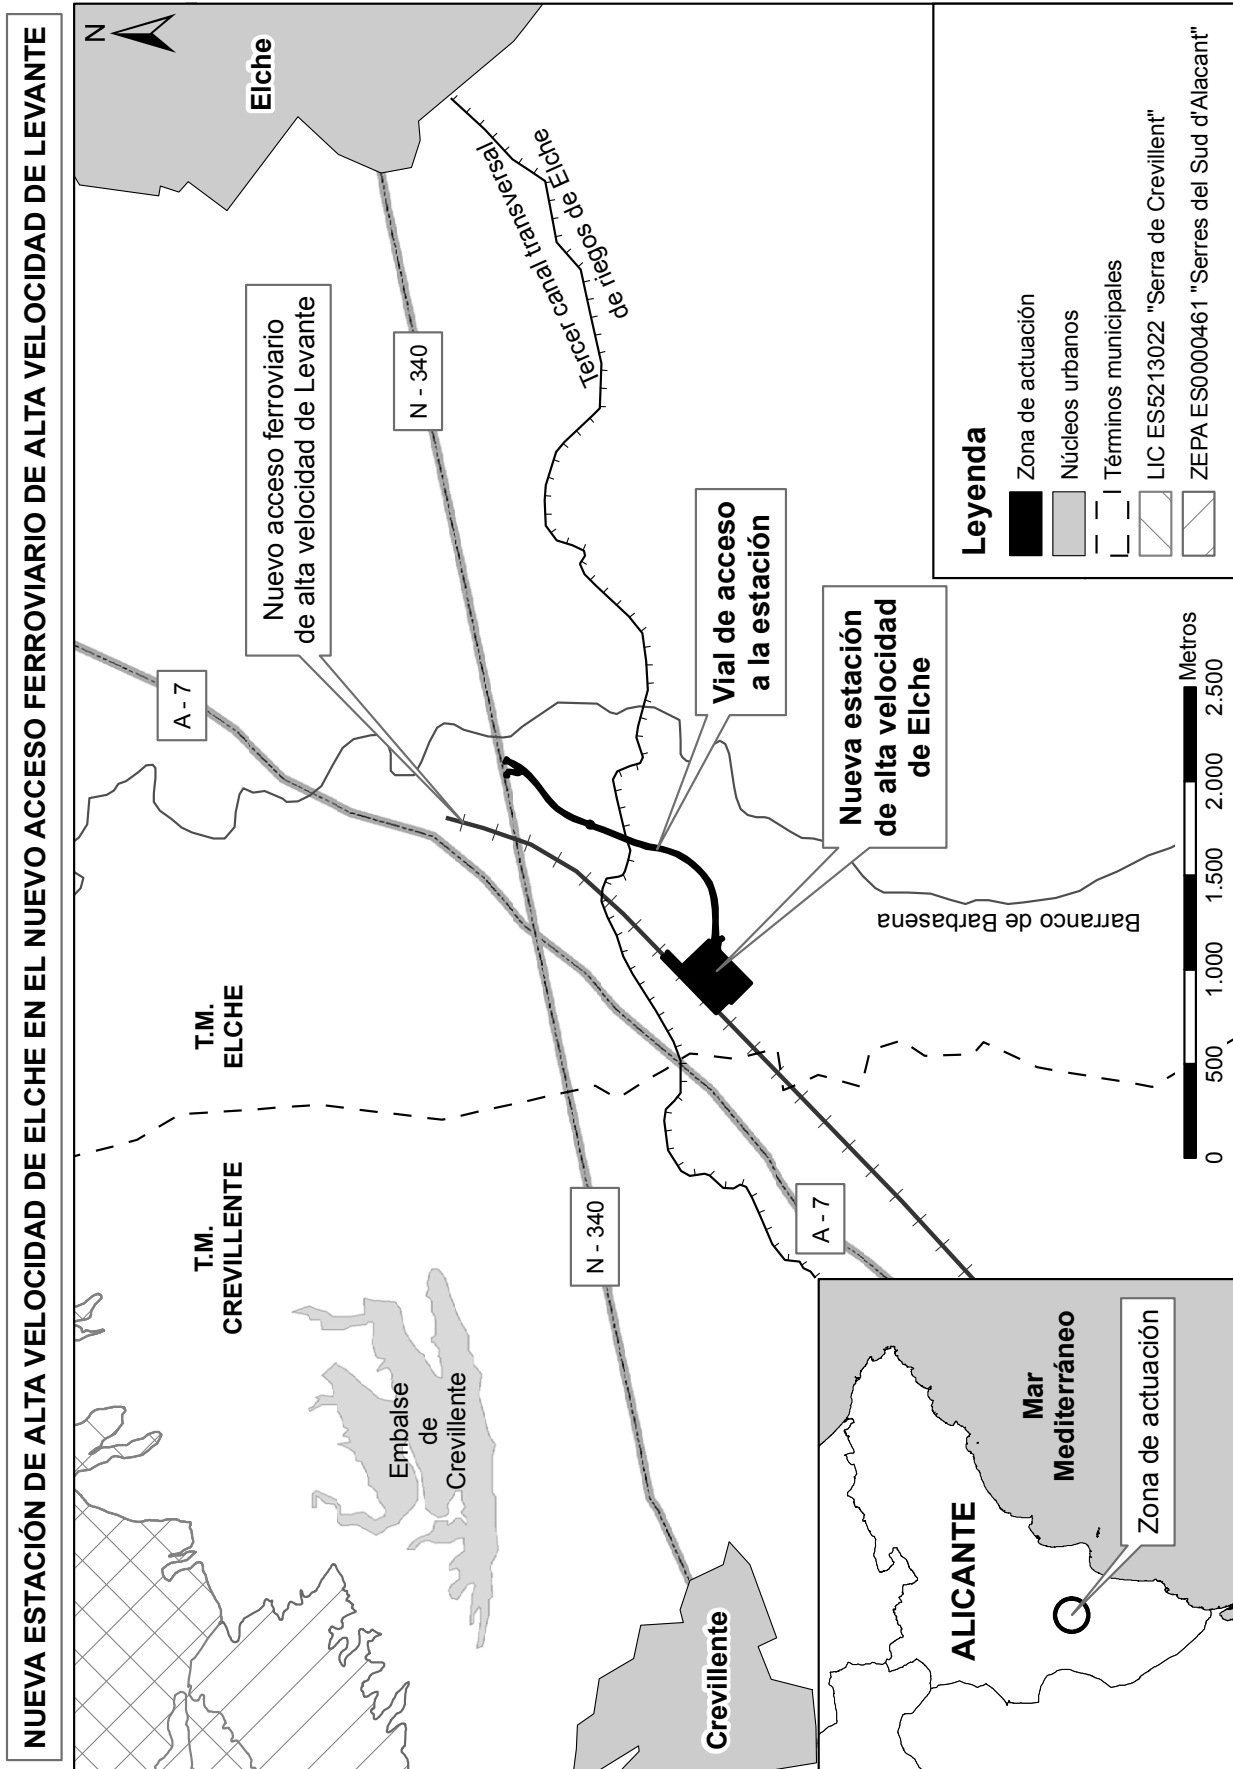 NUEVA ESTACIÓN DE ALTA VELOCIDAD DE ELCHE EN EL NUEVO ACCESO FERROVIARIO DE ALTA VELOCIDAD DE LEVANTE
N
Elche
A - 7
Nuevo acceso ferroviario
de alta velocidad de Levante
N - 340
Tercer canal transversal
de riegos de Elche
T.M.
ELCHE
T.M.
CREVILLENTE
Embalse
de
Crevillente
N - 340
A - 7
Vial de acceso
a la estación
Nueva estación
de alta velocidad
de Elche
Barranco de Barbasena
Crevillente
ALICANTE
Mar
Mediterráneo
Zona de actuación
0 500 1.000 1.500 2.000 2.500
Metros
Leyenda
Zona de actuación
Núcleos urbanos
Términos municipales
LIC ES5213022 "Serra de Crevillent"
ZEPA ES0000461 "Serres del Sud d'Alacant"